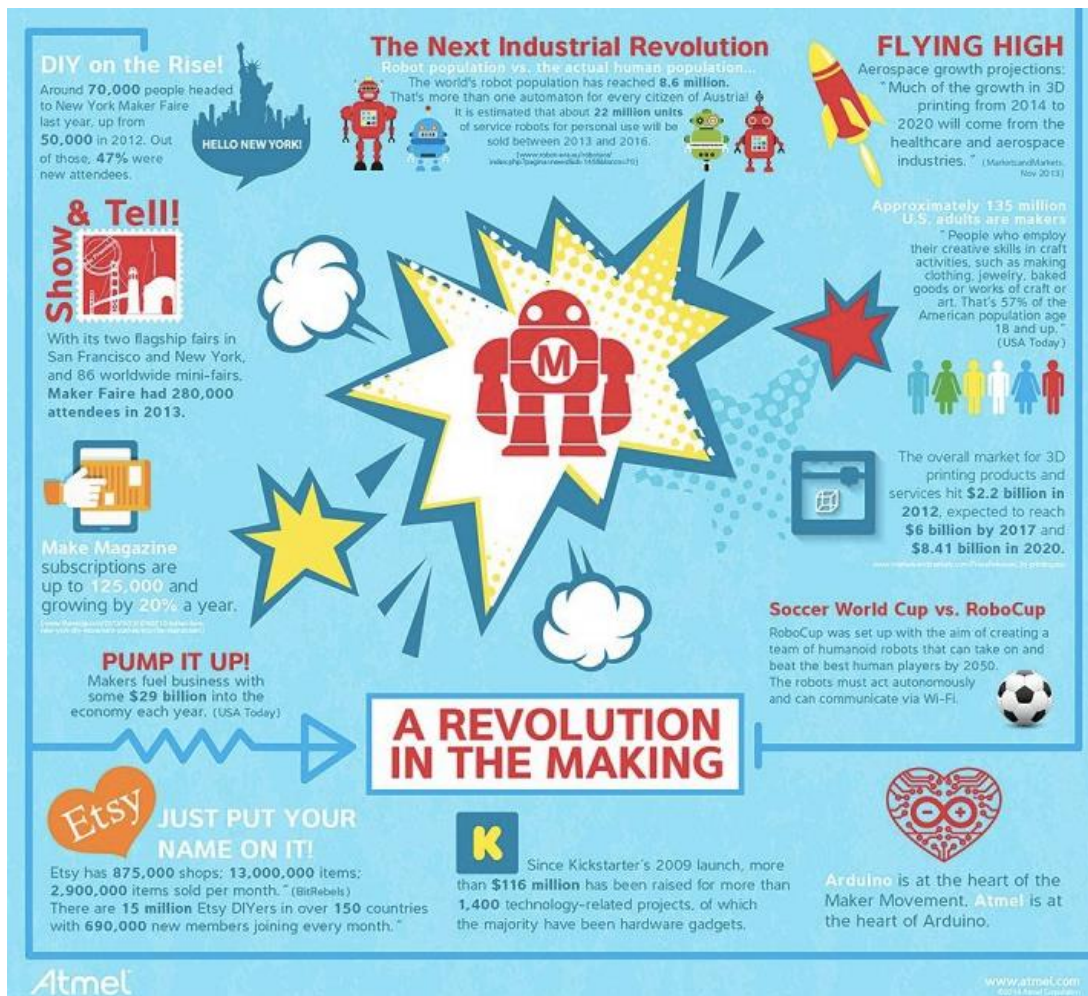 DIY on the Rise!
Around 70,000 people headed
to New York Maker Faire
last year, up from
50,000 in 2012. Out
of those, 47% were
new attendees.
HELLO NEW YORK!
The Next Industrial Revolution
Robot population vs. the actual human population...
The world's robot population has reached 8.6 million.
That's more than one automaton for every citizen of Austria!
It is estimated that about 22 million units
of service robots for personal use will be
sold between 2013 and 2016.
FLYING HIGH
Aerospace growth projections:
"Much of the growth in 3D
printing from 2014 to
2020 will come from the
healthcare and aerospace
industries. " (MarketsandMarkets,
Nov 2013)
Show & Tell!
With its two flagship fairs in
San Francisco and New York,
and 86 worldwide mini-fairs,
Maker Faire had 280,000
attendees in 2013.
Approximately 135 million
U.S. adults are makers
"People who employ
their creative skills in craft
activities, such as making
clothing, jewelry, baked
goods or works of craft or
art. That's 57% of the
American population age
18 and up."
(USA Today)
M
The overall market for 3D
printing products and
services hit $2.2 billion in
2012, expected to reach
$6 billion by 2017 and
$8.41 billion in 2020.
Make Magazine
subscriptions are
up to 125,000 and
growing by 20% a year.
Soccer World Cup vs. RoboCup
RoboCup was set up with the aim of creating a
team of humanoid robots that can take on and
beat the best human players by 2050.
The robots must act autonomously
and can communicate via Wi-Fi.
PUMP IT UP!
Makers fuel business with
some $29 billion into the
economy each year. (USA Today)
A REVOLUTION
IN THE MAKING
Etsy
JUST PUT YOUR
NAME ON IT!
Etsy has 875,000 shops; 13,000,000 items;
2,900,000 items sold per month." (BitRebels)
There are 15 million Etsy DIYers in over 150 countries
with 690,000 new members joining every month."
K
Since Kickstarter's 2009 launch, more
than $116 million has been raised for more than
1,400 technology-related projects, of which
the majority have been hardware gadgets.
Arduino is at the heart of the
Maker Movement. Atmel is at
the heart of Arduino.
Atmel
www.atmel.com